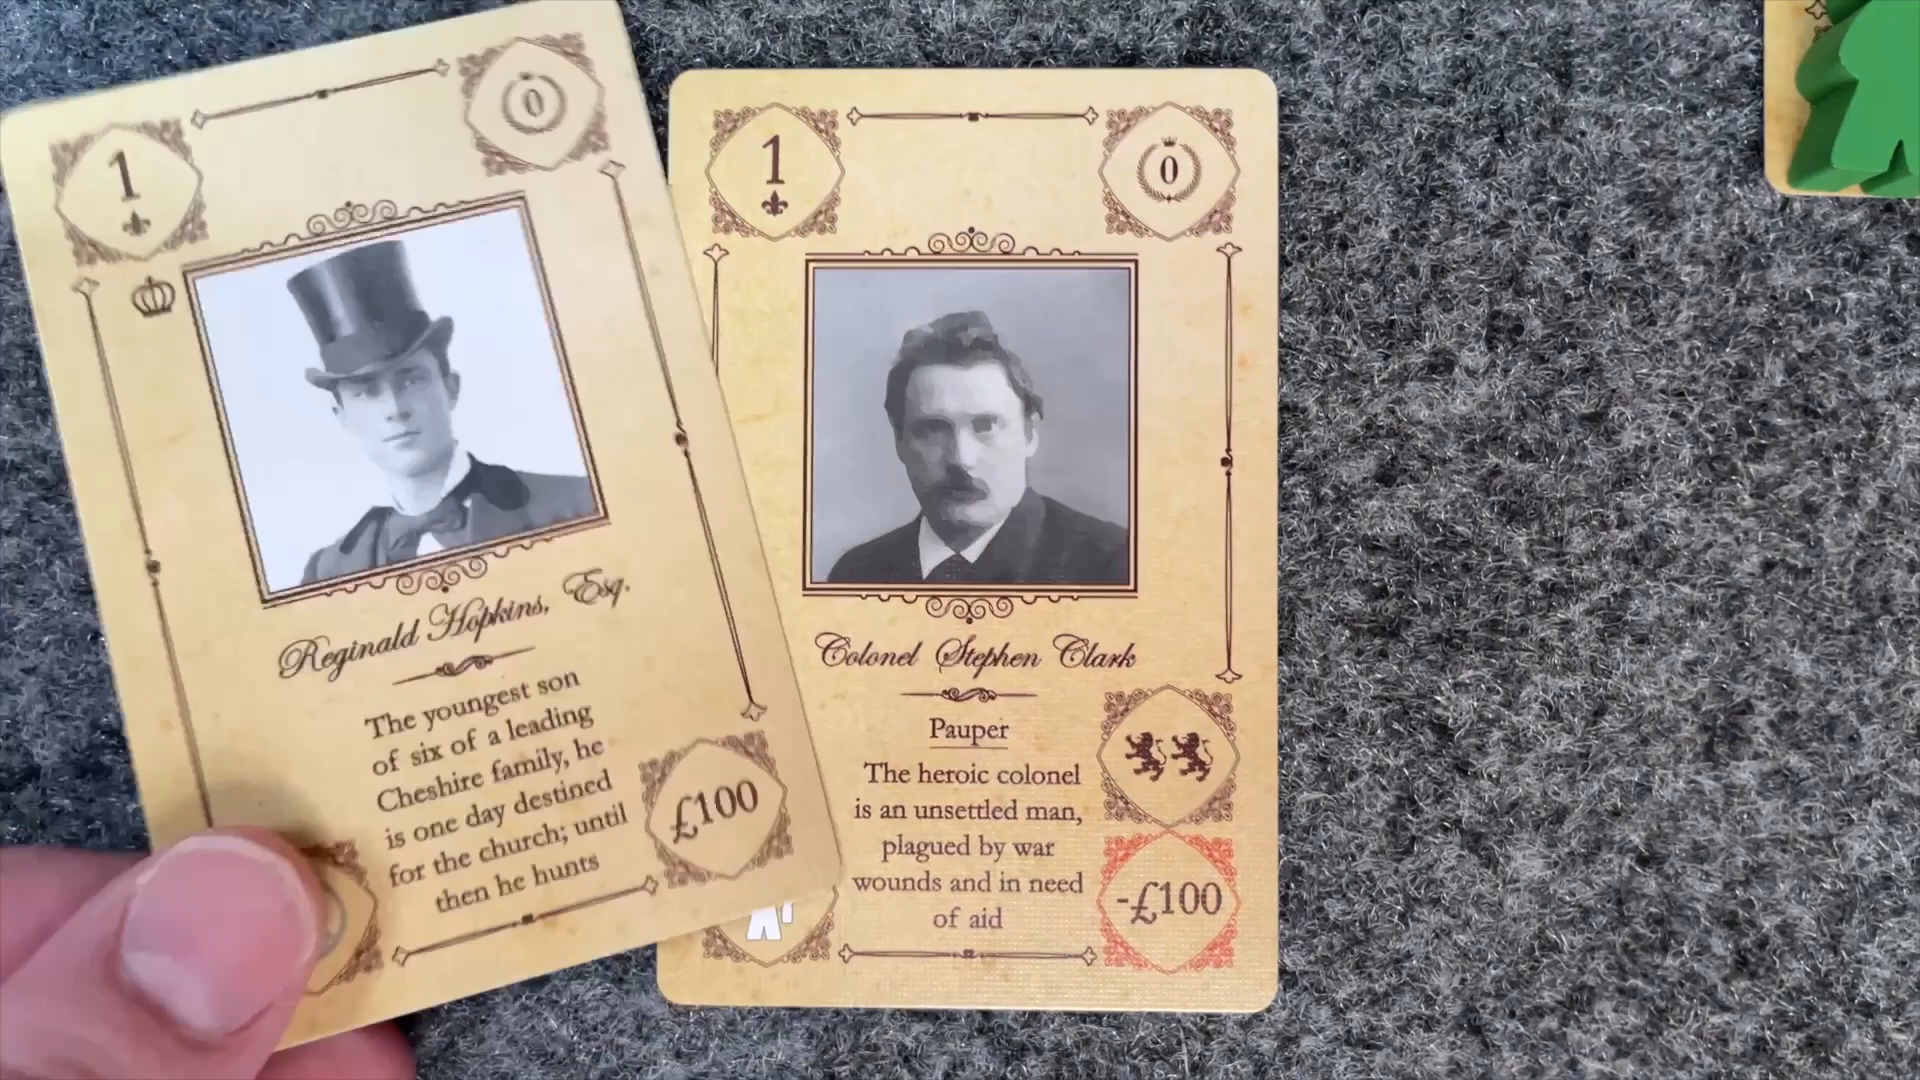 1
0
Reginald Hopkins, Esq.
The youngest son
of six of a leading
Cheshire family, he
is one day destined
for the church; until
then he hunts
£100
1
0
Colonel Stephen Clark
Pauper
The heroic colonel
is an unsettled man,
plagued by war
wounds and in need
of aid
-£100